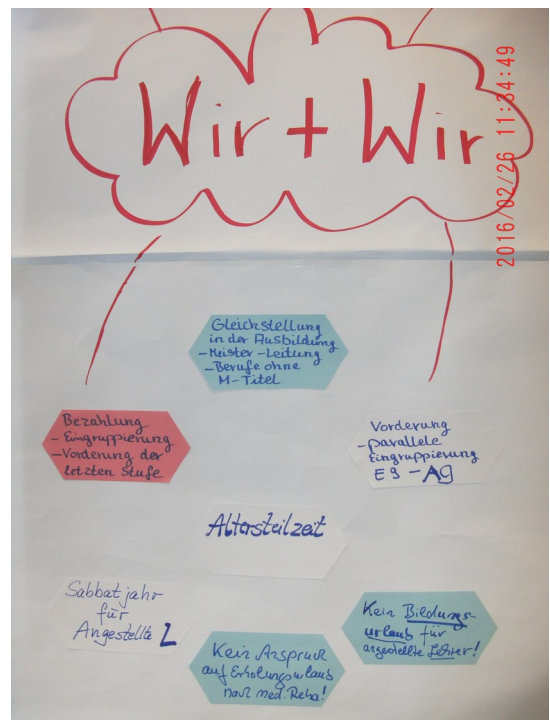 Wir + Wir
2016/02/26 11:34:49
Gleichstellung
in der Ausbildung
- Meister - Leitung
- Berufe ohne
M-Titel
Bezahlung
- Eingruppierung
- Vorderung der
letzten Stufe
Vorderung
- parallele
Eingruppierung
E9 - A9
Altersteilzeit
Sabbatjahr
für
Angestellte L
Kein Bildungs-
urlaub für
angestellte Lehrer!
Kein Anspruch
auf Erholungsurlaub
nach med. Reha!